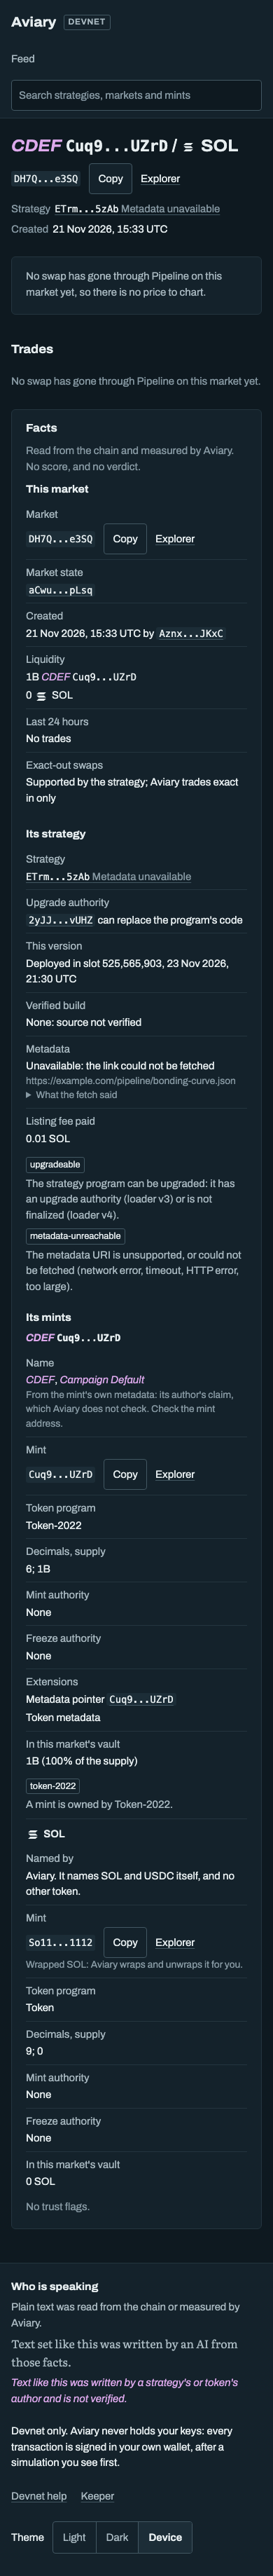 Aviary DEVNET
Feed
Search strategies, markets and mints
CDEF Cuq9...UZrD / SOL
DH7Q...e3SQ Copy Explorer
Strategy ETrm...5zAb Metadata unavailable
Created 21 Nov 2026, 15:33 UTC
No swap has gone through Pipeline on this
market yet, so there is no price to chart.
Trades
No swap has gone through Pipeline on this market yet.
Facts
Read from the chain and measured by Aviary.
No score, and no verdict.
This market
Market
DH7Q...e3SQ Copy Explorer
Market state
aCwu...pLsq
Created
21 Nov 2026, 15:33 UTC by Aznx...JKxC
Liquidity
1B CDEF Cuq9...UZrD
0 SOL
Last 24 hours
No trades
Exact-out swaps
Supported by the strategy; Aviary trades exact
in only
Its strategy
Strategy
ETrm...5zAb Metadata unavailable
Upgrade authority
2yJJ...vUHZ can replace the program's code
This version
Deployed in slot 525,565,903, 23 Nov 2026,
21:30 UTC
Verified build
None: source not verified
Metadata
Unavailable: the link could not be fetched
https://example.com/pipeline/bonding-curve.json
▶ What the fetch said
Listing fee paid
0.01 SOL
upgradeable
The strategy program can be upgraded: it has
an upgrade authority (loader v3) or is not
finalized (loader v4).
metadata-unreachable
The metadata URI is unsupported, or could not
be fetched (network error, timeout, HTTP error,
too large).
Its mints
CDEF Cuq9...UZrD
Name
CDEF, Campaign Default
From the mint's own metadata: its author's claim,
which Aviary does not check. Check the mint
address.
Mint
Cuq9...UZrD Copy Explorer
Token program
Token-2022
Decimals, supply
6; 1B
Mint authority
None
Freeze authority
None
Extensions
Metadata pointer Cuq9...UZrD
Token metadata
In this market's vault
1B (100% of the supply)
token-2022
A mint is owned by Token-2022.
SOL
Named by
Aviary. It names SOL and USDC itself, and no
other token.
Mint
So11...1112 Copy Explorer
Wrapped SOL: Aviary wraps and unwraps it for you.
Token program
Token
Decimals, supply
9; 0
Mint authority
None
Freeze authority
None
In this market's vault
0 SOL
No trust flags.
Who is speaking
Plain text was read from the chain or measured by
Aviary.
Text set like this was written by an AI from
those facts.
Text like this was written by a strategy's or token's
author and is not verified.
Devnet only. Aviary never holds your keys: every
transaction is signed in your own wallet, after a
simulation you see first.
Devnet help Keeper
Theme Light Dark Device